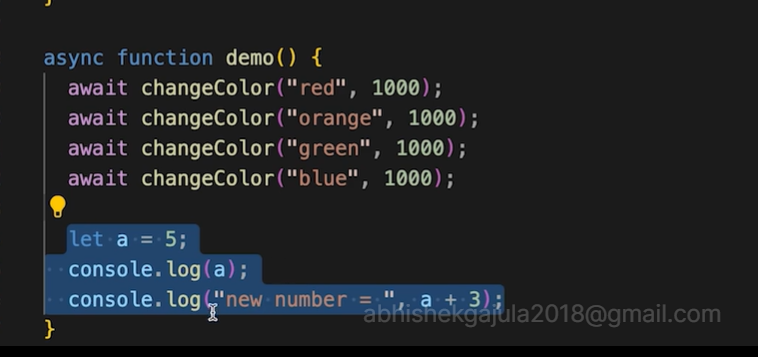 }
async function demo() {
await changeColor("red", 1000);
await changeColor("orange", 1000);
await changeColor("green", 1000);
await changeColor("blue", 1000);
let a = 5;
console.log(a);
console.log("new number = ", a + 3);
abhishekgajula2018@gmail.com
}